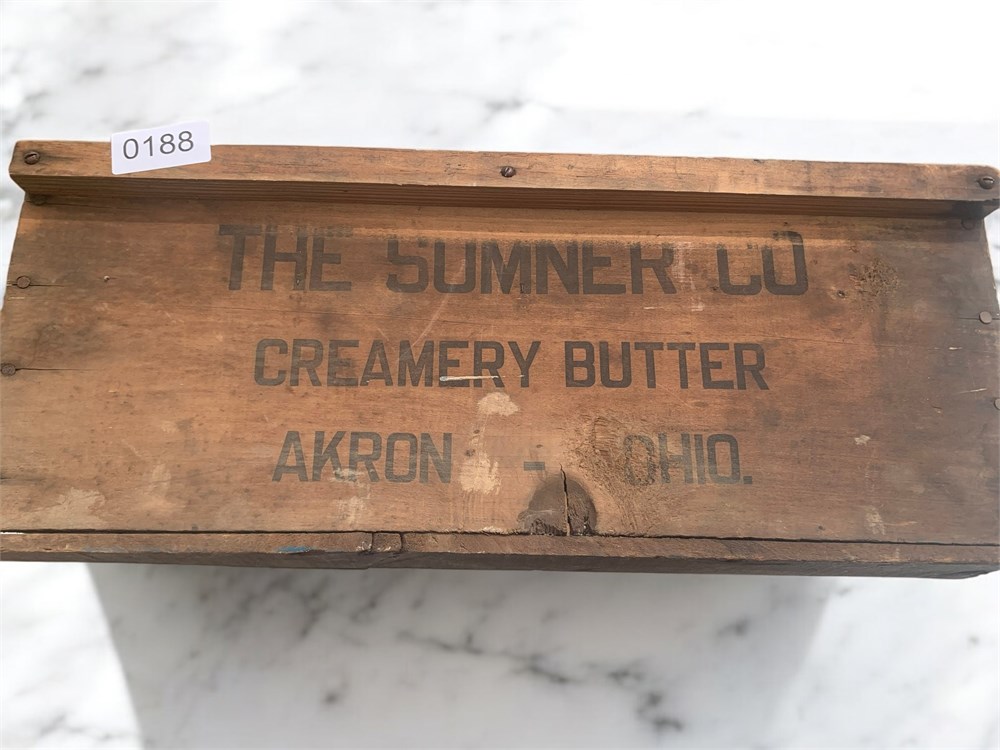 0188
THE SUMNER CO
CREAMERY BUTTER
AKRON - OHIO.